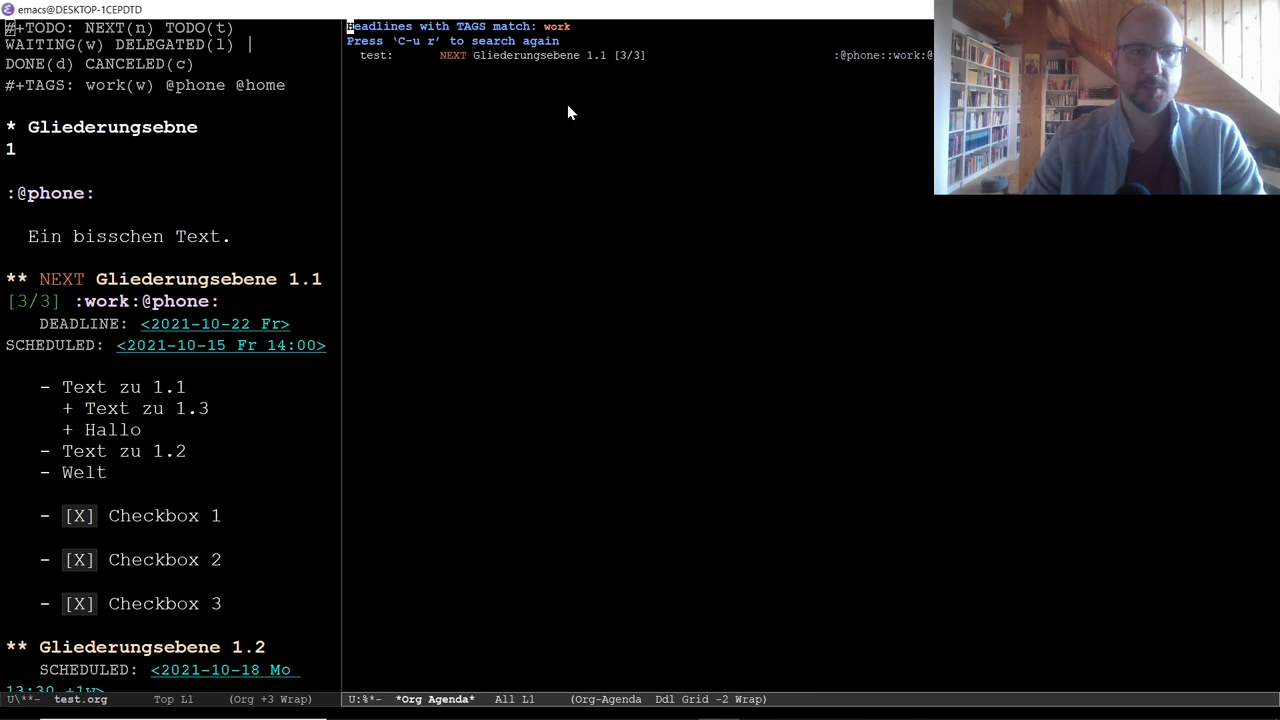 emacs@DESKTOP-1CEPDTD
#+TODO: NEXT(n) TODO(t)
WAITING(w) DELEGATED(l) |
DONE(d) CANCELED(c)
#+TAGS: work(w) @phone @home
* Gliederungsebne
1
:@phone:
Ein bisschen Text.
** NEXT Gliederungsebene 1.1
[3/3] :work:@phone:
DEADLINE: <2021-10-22 Fr>
SCHEDULED: <2021-10-15 Fr 14:00>
- Text zu 1.1
+ Text zu 1.3
+ Hallo
- Text zu 1.2
- Welt
- [X] Checkbox 1
- [X] Checkbox 2
- [X] Checkbox 3
** Gliederungsebene 1.2
SCHEDULED: <2021-10-18 Mo
13:30 +1w>
U\**- test.org Top L1 (Org +3 Wrap)
Headlines with TAGS match: work
Press ‘C-u r’ to search again
test: NEXT Gliederungsebene 1.1 [3/3] :@phone::work:@
U:%*- *Org Agenda* All L1 (Org-Agenda Ddl Grid -2 Wrap)